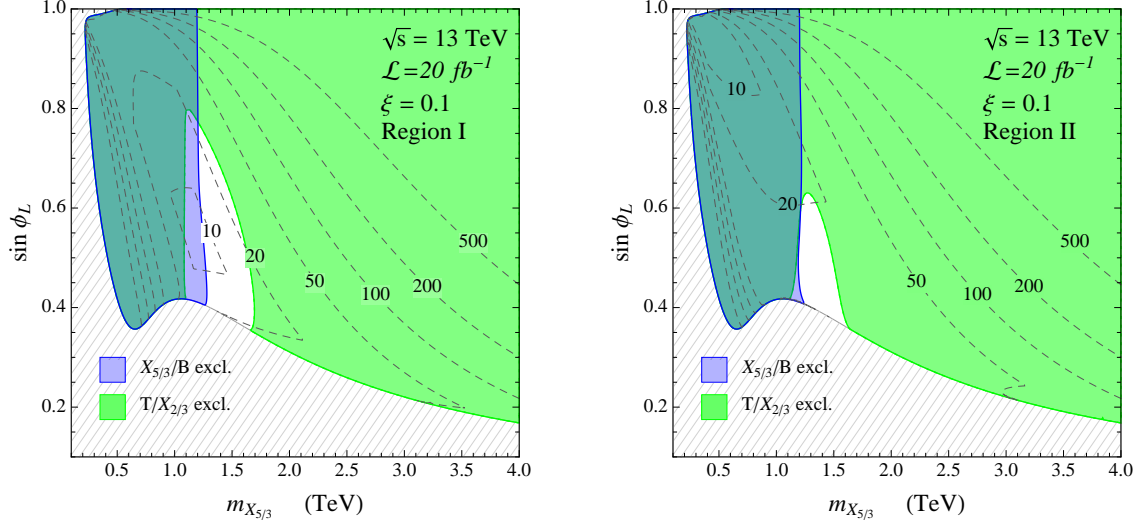 √s = 13 TeV
ℒ=20 fb⁻¹
ξ = 0.1
Region I
10
20
50
100
200
500
X₅/₃/B excl.
T/X₂/₃ excl.
1.0
0.8
0.6
0.4
0.2
sin ϕ_L
0.5 1.0 1.5 2.0 2.5 3.0 3.5 4.0
m_X₅/₃ (TeV)
√s = 13 TeV
ℒ=20 fb⁻¹
ξ = 0.1
Region II
10
20
50
100
200
500
X₅/₃/B excl.
T/X₂/₃ excl.
1.0
0.8
0.6
0.4
0.2
sin ϕ_L
0.5 1.0 1.5 2.0 2.5 3.0 3.5 4.0
m_X₅/₃ (TeV)